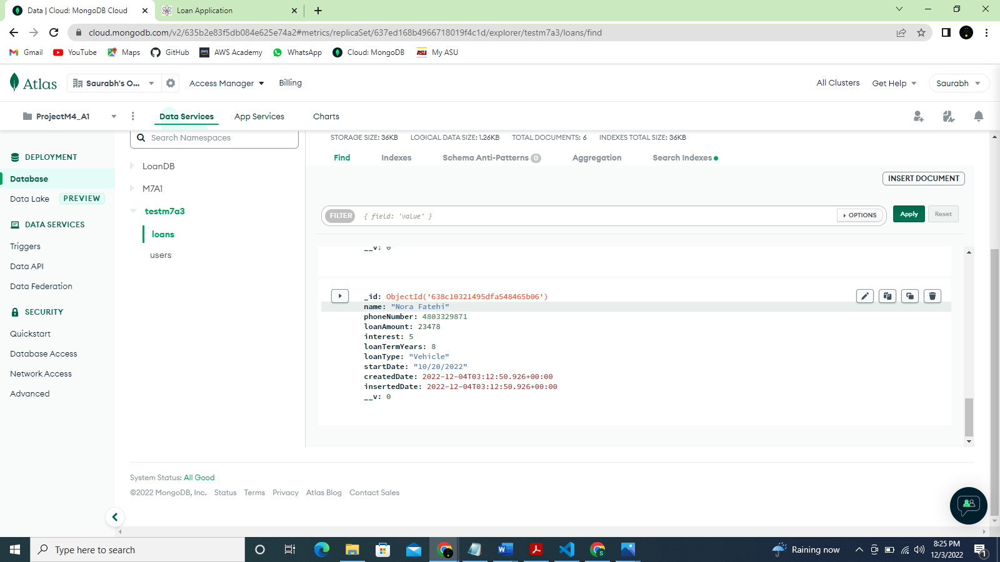 Data | Cloud: MongoDB Cloud
Loan Application
cloud.mongodb.com/v2/635b2e83f5db084e625e74a2#metrics/replicaSet/637ed168b4966718019f4c1d/explorer/testm7a3/loans/find
Gmail YouTube Maps GitHub AWS Academy WhatsApp Cloud: MongoDB My ASU
Atlas Saurabh's O... Access Manager Billing All Clusters Get Help Saurabh
ProjectM4_A1 Data Services App Services Charts
DEPLOYMENT
Database
Data Lake PREVIEW
DATA SERVICES
Triggers
Data API
Data Federation
SECURITY
Quickstart
Database Access
Network Access
Advanced
Search Namespaces
LoanDB
M7A1
testm7a3
loans
users
STORAGE SIZE: 36KB LOGICAL DATA SIZE: 1.26KB TOTAL DOCUMENTS: 6 INDEXES TOTAL SIZE: 36KB
Find Indexes Schema Anti-Patterns 0 Aggregation Search Indexes
INSERT DOCUMENT
FILTER { field: 'value' } OPTIONS Apply Reset
__v: 0
_id: ObjectId('638c10321495dfa548465b06')
name: "Nora Fatehi"
phoneNumber: 4803329871
loanAmount: 23478
interest: 5
loanTermYears: 8
loanType: "Vehicle"
startDate: "10/20/2022"
createdDate: 2022-12-04T03:12:50.926+00:00
insertedDate: 2022-12-04T03:12:50.926+00:00
__v: 0
System Status: All Good
©2022 MongoDB, Inc. Status Terms Privacy Atlas Blog Contact Sales
Type here to search
Raining now
8:25 PM
12/3/2022
1